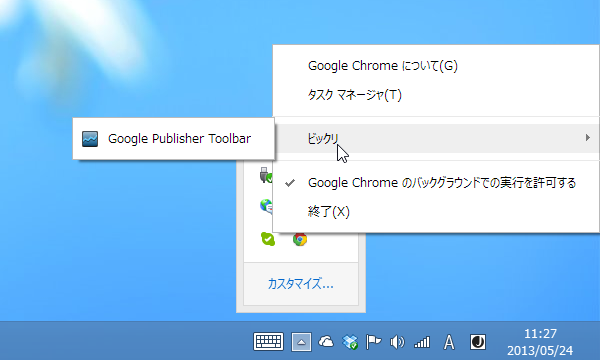 Google Chrome について(G)
タスク マネージャ(T)
Google Publisher Toolbar
ビックリ
Google Chrome のバックグラウンドでの実行を許可する
終了(X)
カスタマイズ...
A
J
11:27
2013/05/24